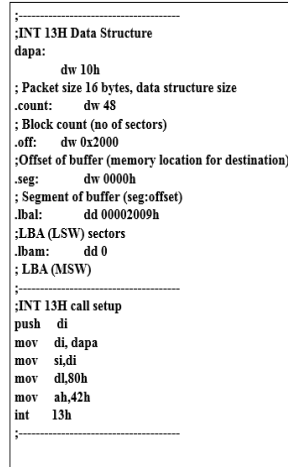 ;--------------------------------------
;INT 13H Data Structure
dapa:
dw 10h
; Packet size 16 bytes, data structure size
.count: dw 48
; Block count (no of sectors)
.off: dw 0x2000
;Offset of buffer (memory location for destination)
.seg: dw 0000h
; Segment of buffer (seg:offset)
.lbal: dd 00002009h
;LBA (LSW) sectors
.lbam: dd 0
; LBA (MSW)
;--------------------------------------
;INT 13H call setup
push di
mov di, dapa
mov si,di
mov dl,80h
mov ah,42h
int 13h
;--------------------------------------